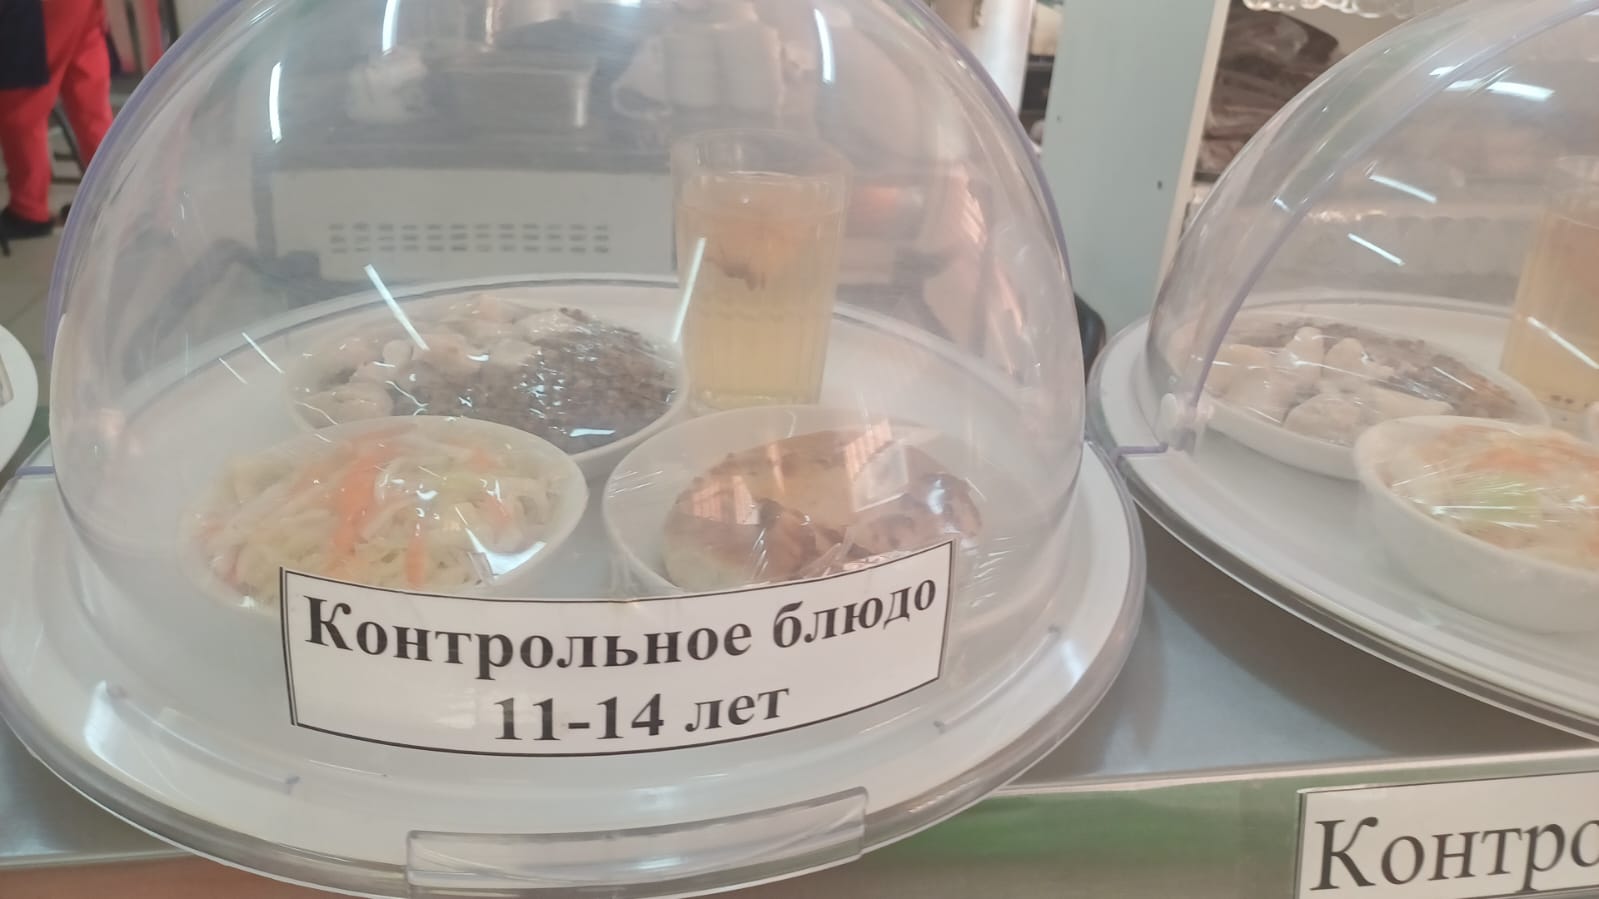 Контрольное блюдо
11-14 лет
Контро